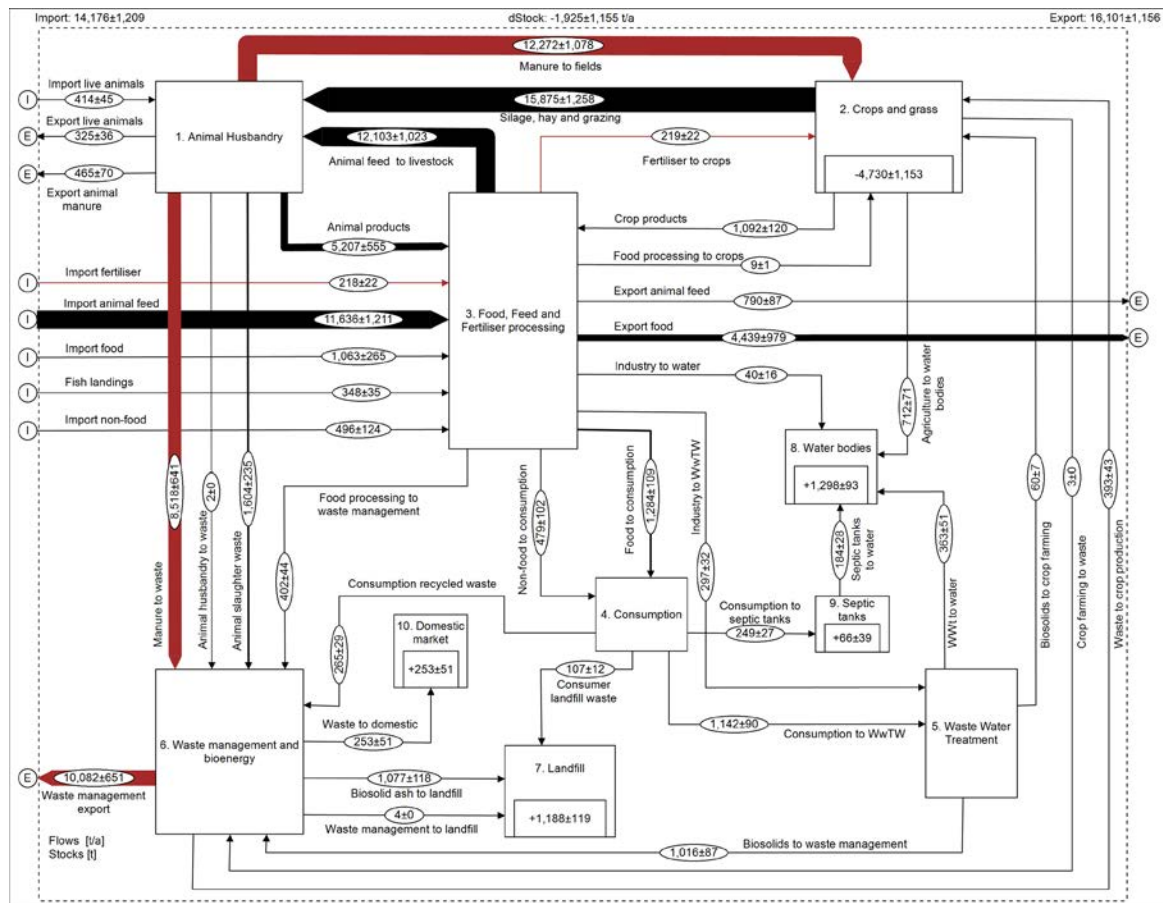 Import: 14,176±1,209
dStock: -1,925±1,155 t/a
Export: 16,101±1,156
12,272±1,078
Manure to fields
Import live animals
I
414±45
Export live animals
E
325±36
E
465±70
Export animal
manure
1. Animal Husbandry
15,875±1,258
Silage, hay and grazing
12,103±1,023
Animal feed to livestock
219±22
Fertiliser to crops
2. Crops and grass
-4,730±1,153
Animal products
5,207±555
Crop products
1,092±120
Food processing to crops
9±1
Import fertiliser
I
218±22
Import animal feed
I
11,636±1,211
Import food
I
1,063±265
Fish landings
I
348±35
Import non-food
I
496±124
3. Food, Feed and
Fertiliser processing
Export animal feed
790±87
E
Export food
4,439±979
E
Industry to water
40±16
712±71
Agriculture to water
bodies
8. Water bodies
+1,298±93
Manure to waste
8,518±641
Animal husbandry to waste
2±0
Animal slaughter waste
1,604±235
Food processing to
waste management
402±44
Non-food to consumption
479±102
Food to consumption
1,284±109
Industry to WwTW
297±32
184±28
Septic tanks
to water
363±51
WWt to water
60±7
Biosolids to crop farming
3±0
Crop farming to waste
393±43
Waste to crop production
Consumption recycled waste
265±29
4. Consumption
Consumption to
septic tanks
249±27
9. Septic
tanks
+66±39
10. Domestic
market
+253±51
107±12
Consumer
landfill waste
Waste to domestic
253±51
1,142±90
Consumption to WwTW
5. Waste Water
Treatment
6. Waste management and
bioenergy
E
10,082±651
Waste management
export
1,077±118
Biosolid ash to landfill
4±0
Waste management to landfill
7. Landfill
+1,188±119
Biosolids to waste management
1,016±87
Flows [t/a]
Stocks [t]